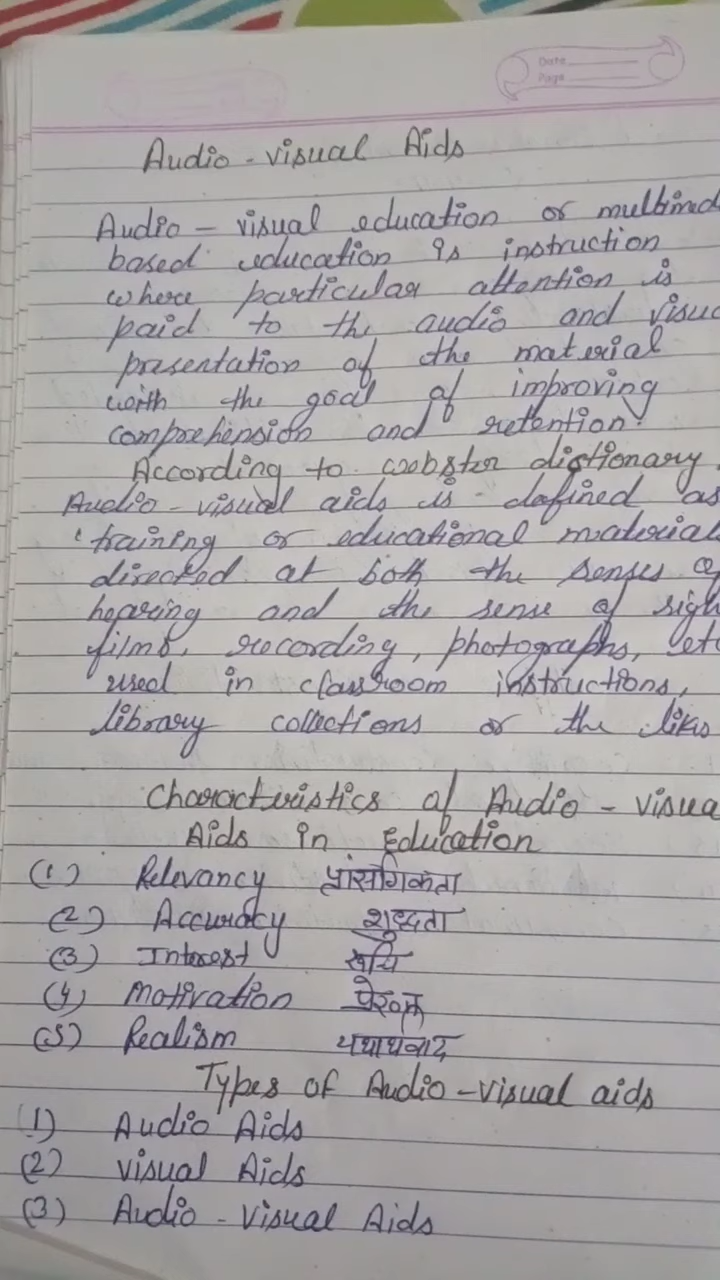 Date
Page
Audio - visual Aids
Audio - visual education or multimed
based education is instruction
where particular attention is
paid to the audio and visu
presentation of the material
with the goal of improving
comprehension and retention.
According to webster dictionary.
Audio - visual aids is defined as
'training or educational material
directed at both the senses of
hearing and the sense of sigh
films, recording, photographs, etc
used in classroom instructions,
library collections or the likes
Characteristics of Audio - visua
Aids in Education
(1) Relevancy प्रांसगिकता
(2) Accuracy शुद्धता
(3) Interest रूचि
(4) Motivation
(5) Realism यथार्थवाद
Types of Audio - visual aids
(1) Audio Aids
(2) visual Aids
(3) Audio - visual Aids